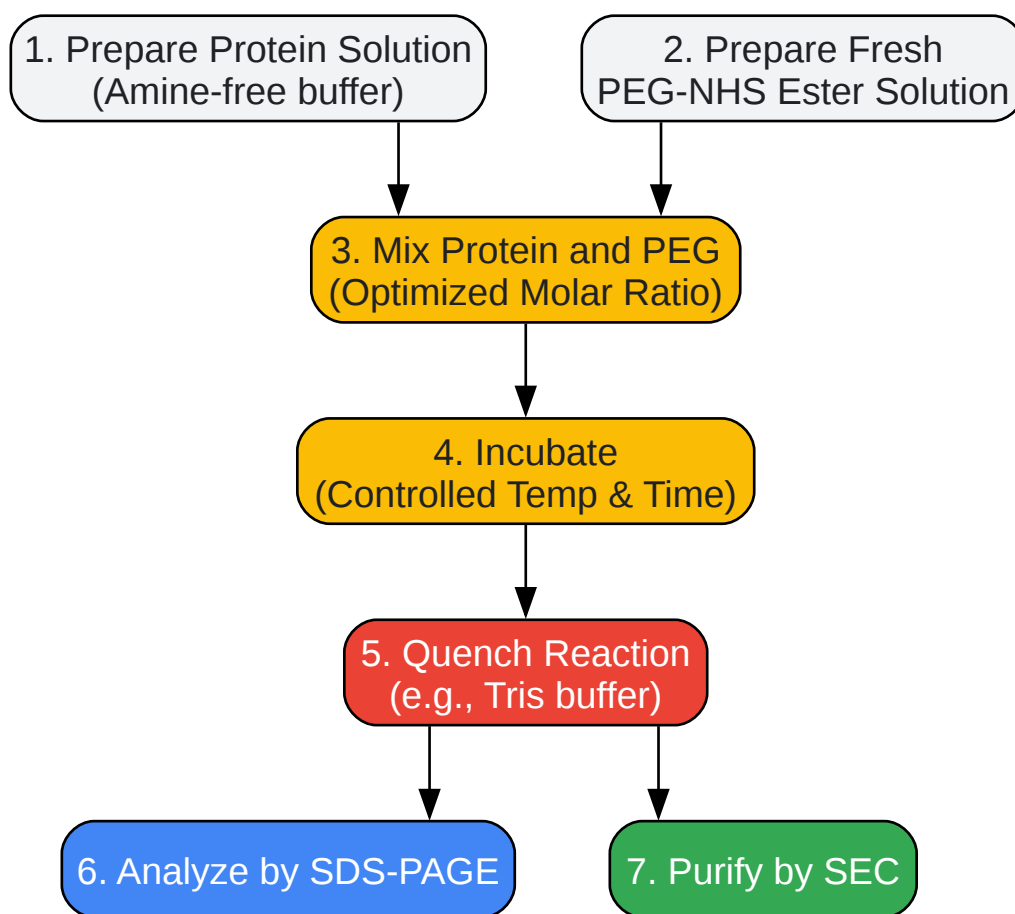 1. Prepare Protein Solution
(Amine-free buffer)
2. Prepare Fresh
PEG-NHS Ester Solution
3. Mix Protein and PEG
(Optimized Molar Ratio)
4. Incubate
(Controlled Temp & Time)
5. Quench Reaction
(e.g., Tris buffer)
6. Analyze by SDS-PAGE
7. Purify by SEC